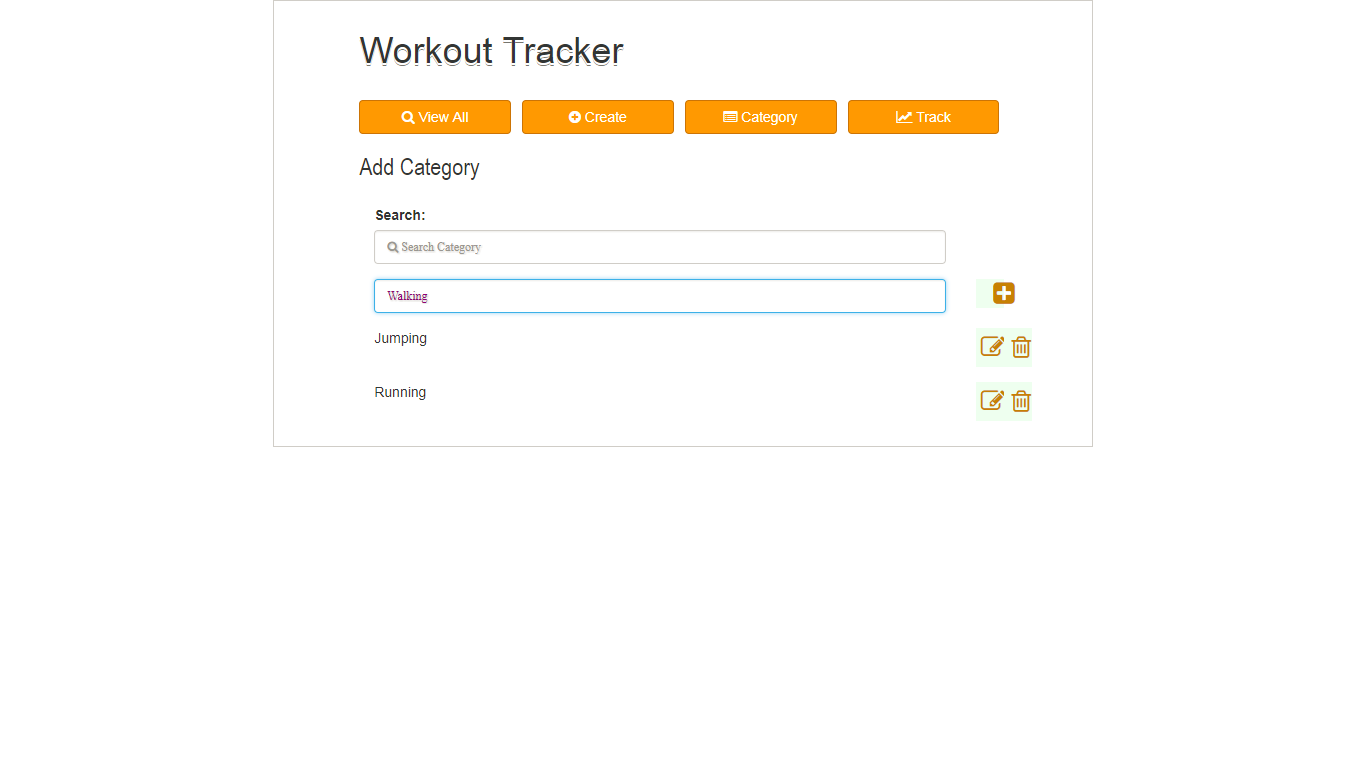 Workout Tracker
View All Create Category Track
Add Category
Search:
Search Category
Walking
Jumping
Running